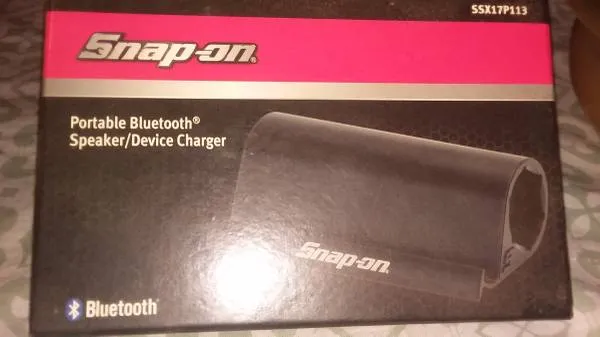 SSX17P113
Snap-on®
Portable Bluetooth®
Speaker/Device Charger
Snap-on.
Bluetooth®